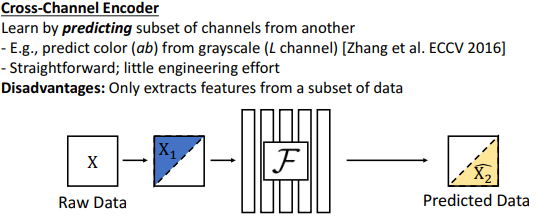 Cross-Channel Encoder
Learn by predicting subset of channels from another
- E.g., predict color (ab) from grayscale (L channel) [Zhang et al. ECCV 2016]
- Straightforward; little engineering effort
Disadvantages: Only extracts features from a subset of data
X
X₁
ℱ
X̂₂
Raw Data
Predicted Data